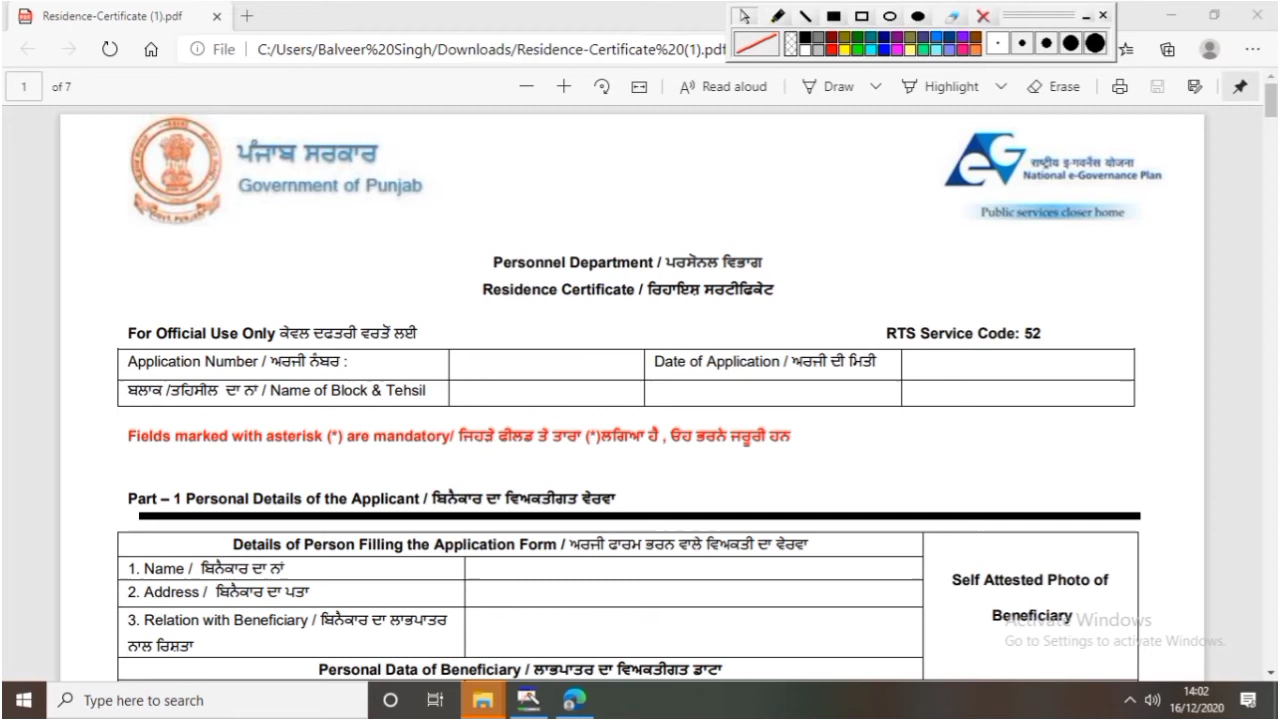 Residence-Certificate (1).pdf
File C:/Users/Balveer%20Singh/Downloads/Residence-Certificate%20(1).pdf
1 of 7 Read aloud Draw Highlight Erase
ਪੰਜਾਬ ਸਰਕਾਰ
Government of Punjab
eG
राष्ट्रीय इ-गवर्नेंस योजना
National e-Governance Plan
Public services closer home
Personnel Department / ਪਰਸੋਨਲ ਵਿਭਾਗ
Residence Certificate / ਰਿਹਾਇਸ਼ ਸਰਟੀਫਿਕੇਟ
For Official Use Only ਕੇਵਲ ਦਫਤਰੀ ਵਰਤੋਂ ਲਈ RTS Service Code: 52
Application Number / ਅਰਜੀ ਨੰਬਰ : Date of Application / ਅਰਜੀ ਦੀ ਮਿਤੀ
ਬਲਾਕ /ਤਹਿਸੀਲ ਦਾ ਨਾ / Name of Block & Tehsil
Fields marked with asterisk (*) are mandatory/ ਜਿਹੜੇ ਫੀਲਡ ਤੇ ਤਾਰਾ (*)ਲਗਿਆ ਹੈ , ਓਹ ਭਰਨੇ ਜਰੂਰੀ ਹਨ
Part – 1 Personal Details of the Applicant / ਬਿਨੈਕਾਰ ਦਾ ਵਿਅਕਤੀਗਤ ਵੇਰਵਾ
Details of Person Filling the Application Form / ਅਰਜੀ ਫਾਰਮ ਭਰਨ ਵਾਲੇ ਵਿਅਕਤੀ ਦਾ ਵੇਰਵਾ
1. Name / ਬਿਨੈਕਾਰ ਦਾ ਨਾਂ
2. Address / ਬਿਨੈਕਾਰ ਦਾ ਪਤਾ
3. Relation with Beneficiary / ਬਿਨੈਕਾਰ ਦਾ ਲਾਭਪਾਤਰ
ਨਾਲ ਰਿਸ਼ਤਾ
Self Attested Photo of
Beneficiary
Personal Data of Beneficiary / ਲਾਭਪਾਤਰ ਦਾ ਵਿਅਕਤੀਗਤ ਡਾਟਾ
Activate Windows
Go to Settings to activate Windows.
Type here to search
14:02
16/12/2020